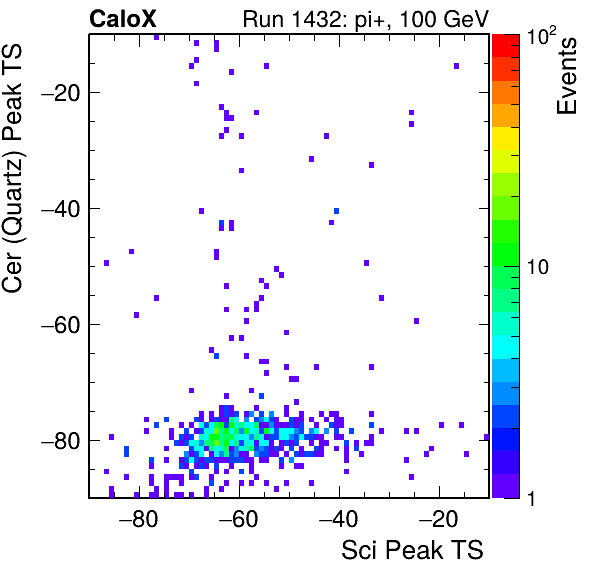 CaloX Run 1432: pi+, 100 GeV
Cer (Quartz) Peak TS
−20
−40
−60
−80
−80 −60 −40 −20
Sci Peak TS
10²
10
1
Events